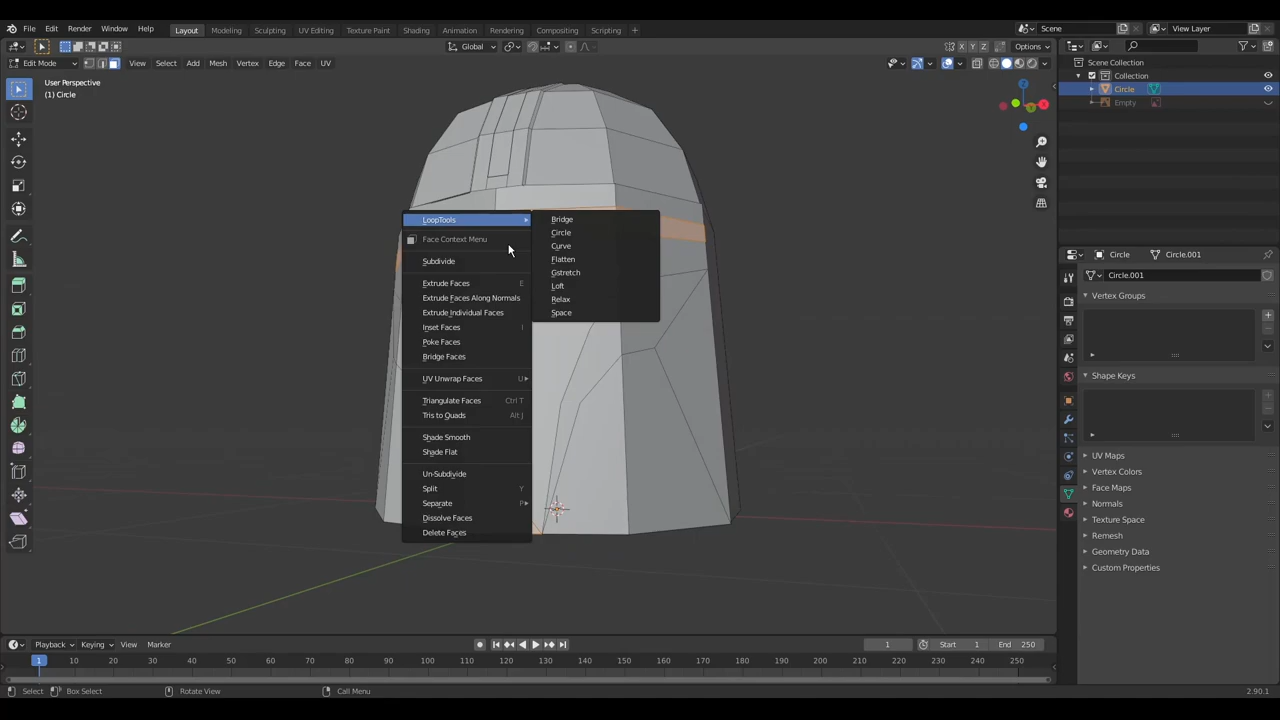 File Edit Render Window Help Layout Modeling Sculpting UV Editing Texture Paint Shading Animation Rendering Compositing Scripting + Scene View Layer
Global X Y Z Options
Edit Mode View Select Add Mesh Vertex Edge Face UV
User Perspective
(1) Circle
Scene Collection
Collection
Circle
Empty
LoopTools
Face Context Menu
Subdivide
Extrude Faces E
Extrude Faces Along Normals
Extrude Individual Faces
Inset Faces I
Poke Faces
Bridge Faces
UV Unwrap Faces U
Triangulate Faces Ctrl T
Tris to Quads Alt J
Shade Smooth
Shade Flat
Un-Subdivide
Split Y
Separate P
Dissolve Faces
Delete Faces
Bridge
Circle
Curve
Flatten
Gstretch
Loft
Relax
Space
Circle Circle.001
Circle.001
Vertex Groups
Shape Keys
UV Maps
Vertex Colors
Face Maps
Normals
Texture Space
Remesh
Geometry Data
Custom Properties
Playback Keying View Marker 1 Start 1 End 250
1 10 20 30 40 50 60 70 80 90 100 110 120 130 140 150 160 170 180 190 200 210 220 230 240 250
Select Box Select Rotate View Call Menu 2.90.1